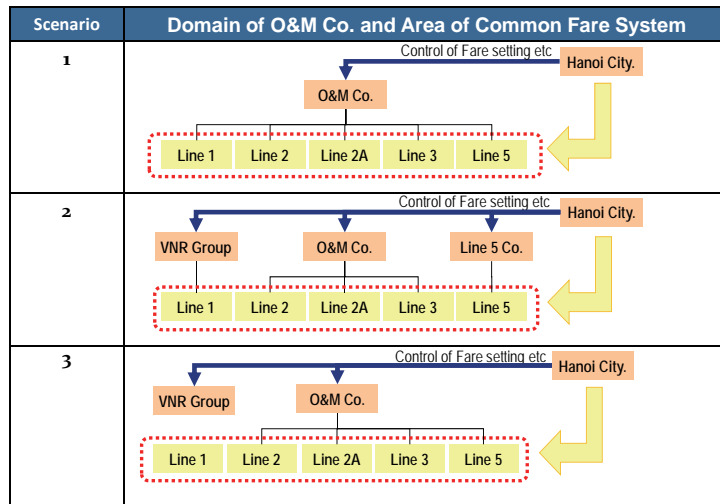 Scenario Domain of O&M Co. and Area of Common Fare System
1
Control of Fare setting etc
Hanoi City.
O&M Co.
Line 1 Line 2 Line 2A Line 3 Line 5
2
Control of Fare setting etc
Hanoi City.
VNR Group O&M Co. Line 5 Co.
Line 1 Line 2 Line 2A Line 3 Line 5
3
Control of Fare setting etc
Hanoi City.
VNR Group O&M Co.
Line 1 Line 2 Line 2A Line 3 Line 5